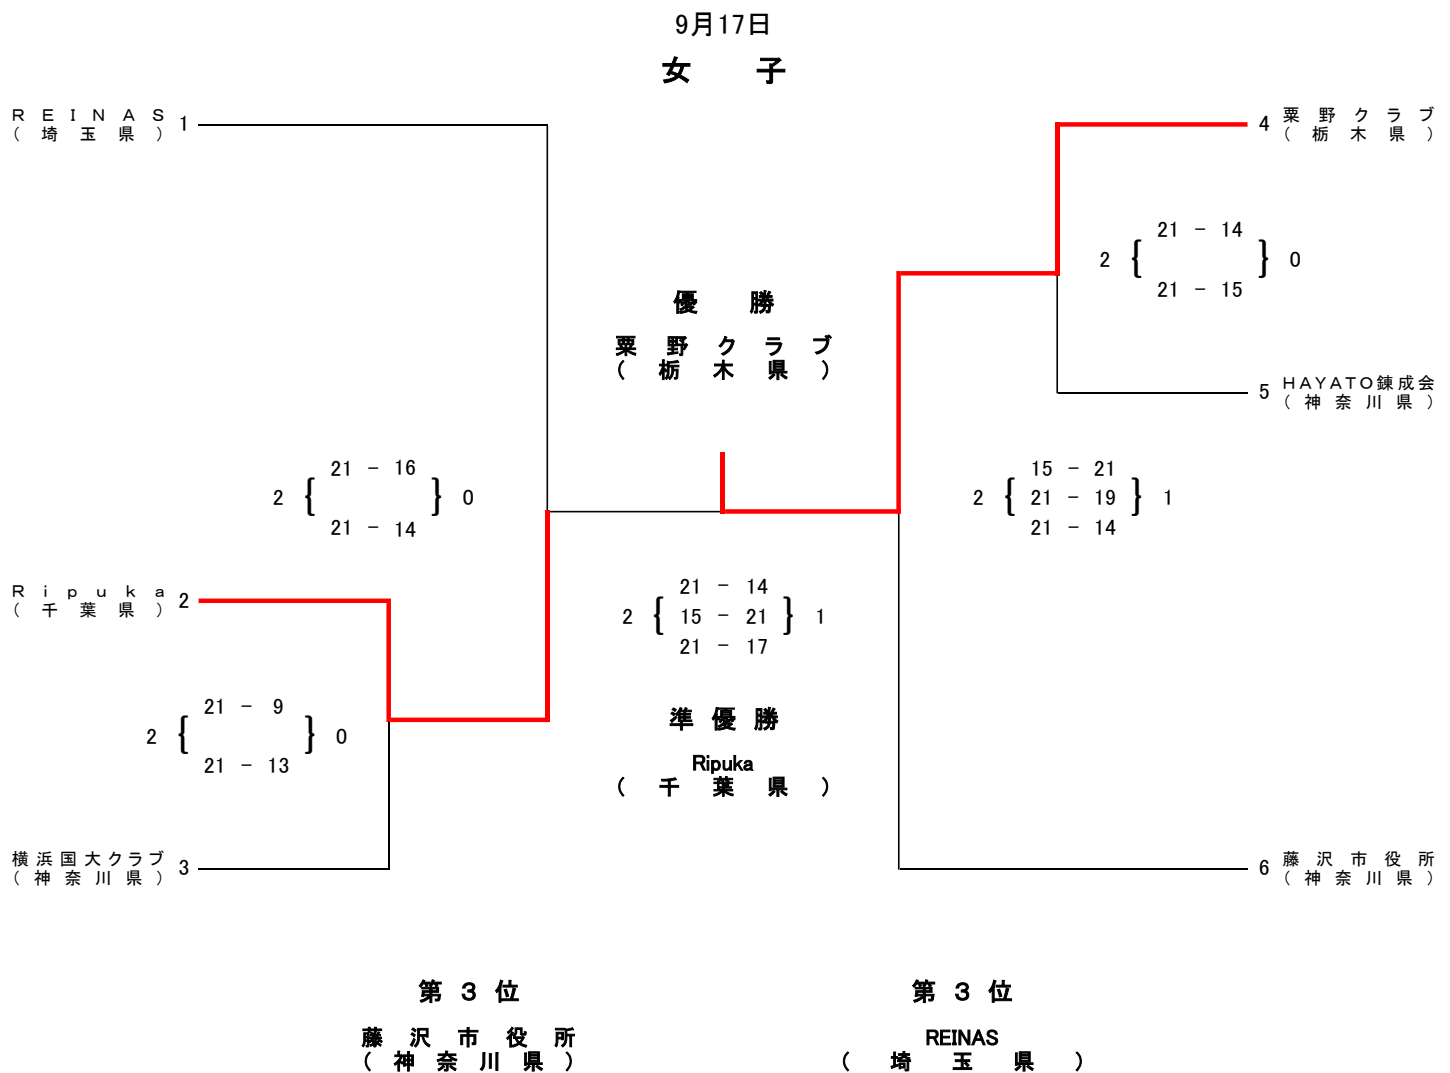 9月17日
女子
REINAS 1
(埼玉県)
4 粟野クラブ
(栃木県)
21 - 14
2 { } 0
21 - 15
優勝
粟野クラブ
(栃木県)
5 HAYATO錬成会
(神奈川県)
21 - 16
2 { } 0
21 - 14
15 - 21
2 { 21 - 19 } 1
21 - 14
Ripuka 2
(千葉県)
21 - 14
2 { 15 - 21 } 1
21 - 17
21 - 9
2 { } 0
21 - 13
準優勝
Ripuka
(千葉県)
横浜国大クラブ 3
(神奈川県)
6 藤沢市役所
(神奈川県)
第3位
藤沢市役所
(神奈川県)
第3位
REINAS
(埼玉県)